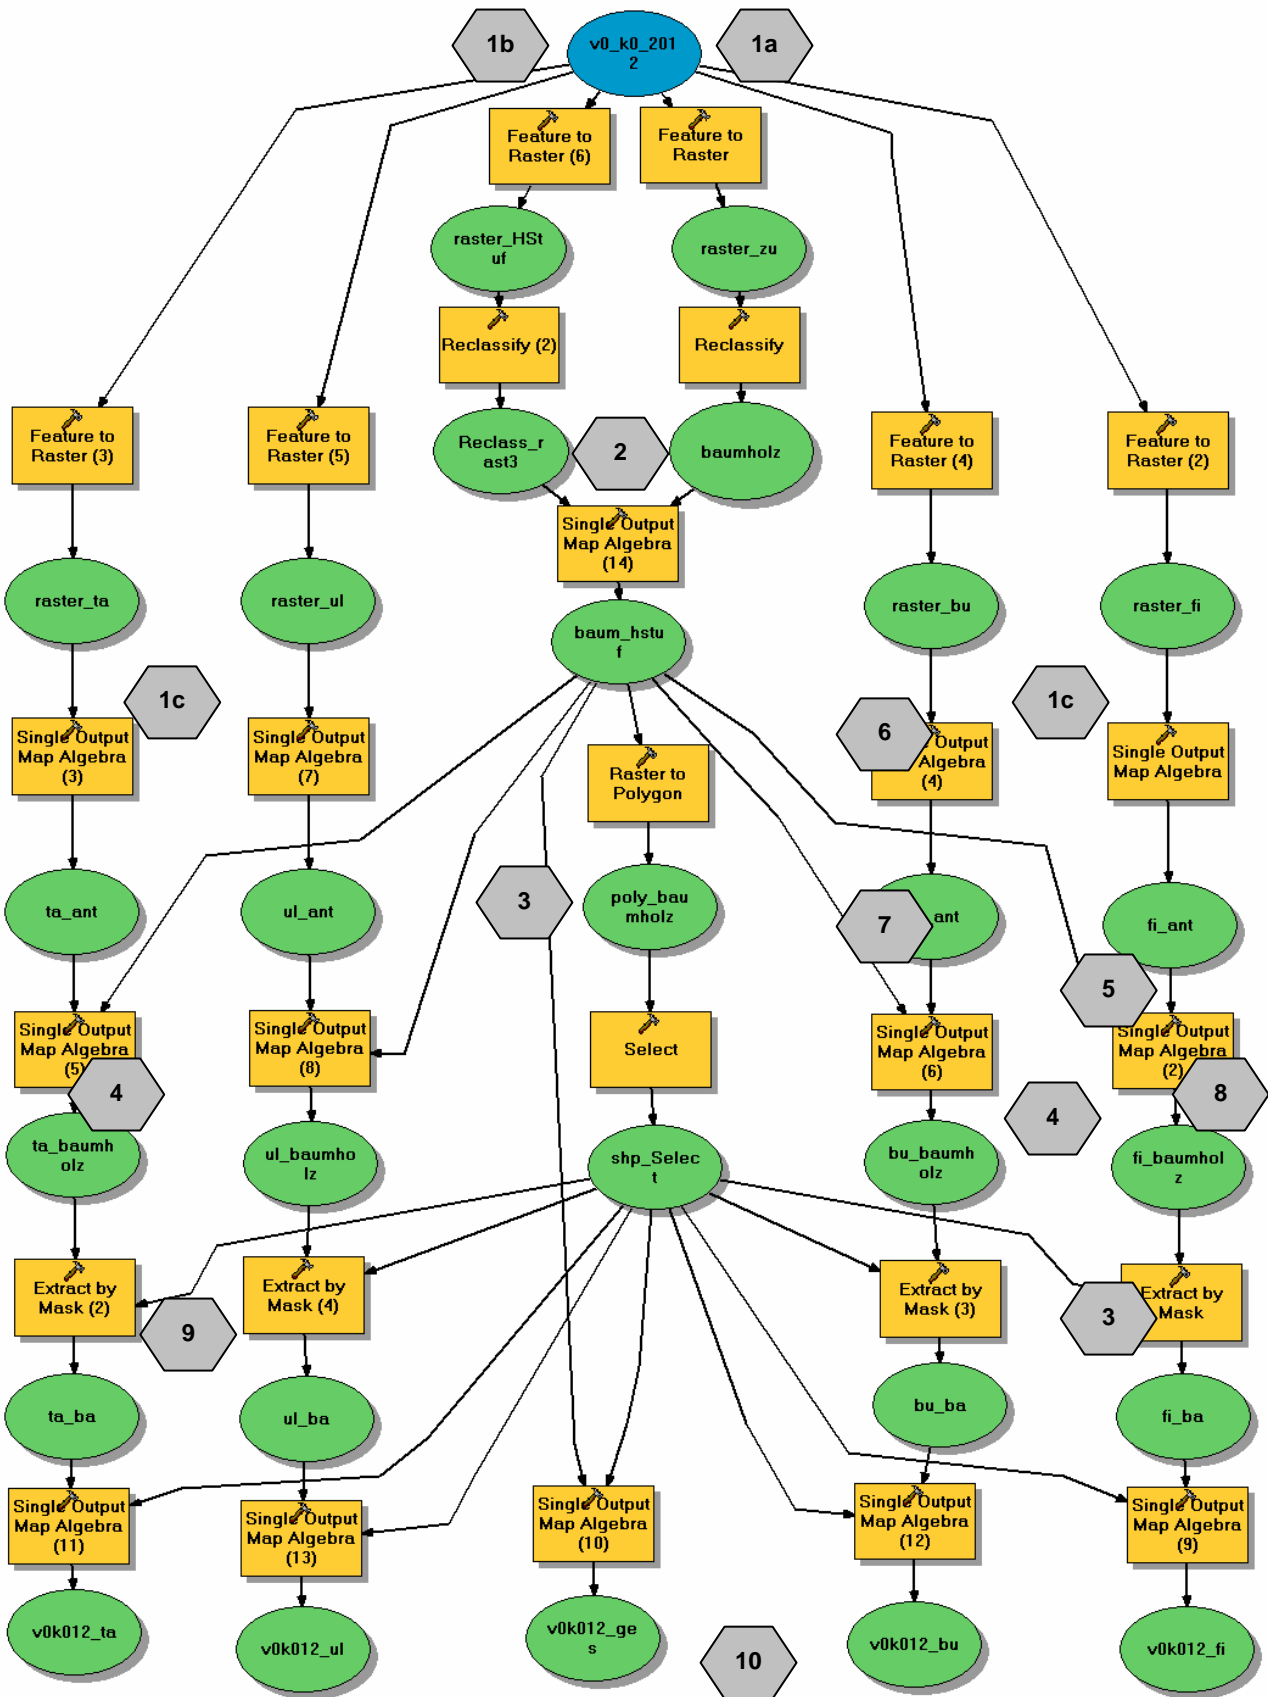 1b
v0_k0_201
2
1a
Feature to
Raster (6)
Feature to
Raster
raster_HSt
uf
raster_zu
Reclassify (2)
Reclassify
Feature to
Raster (3)
Feature to
Raster (5)
Reclass_r
ast3
2
baumholz
Feature to
Raster (4)
Feature to
Raster (2)
Single Output
Map Algebra
(14)
raster_ta
raster_ul
baum_hstu
f
raster_bu
raster_fi
1c
1c
Single Output
Map Algebra
(3)
Single Output
Map Algebra
(7)
Raster to
Polygon
6
Output
Algebra
(4)
Single Output
Map Algebra
ta_ant
ul_ant
3
poly_bau
mholz
7
ant
fi_ant
5
Single Output
Map Algebra
(5)
Single Output
Map Algebra
(8)
Select
Single Output
Map Algebra
(6)
Single Output
Map Algebra
(2)
4
4
8
ta_baumh
olz
ul_baumho
lz
shp_Selec
t
bu_baumh
olz
fi_baumhol
z
Extract by
Mask (2)
Extract by
Mask (4)
Extract by
Mask (3)
Extract by
Mask
9
3
ta_ba
ul_ba
bu_ba
fi_ba
Single Output
Map Algebra
(11)
Single Output
Map Algebra
(13)
Single Output
Map Algebra
(10)
Single Output
Map Algebra
(12)
Single Output
Map Algebra
(9)
v0k012_ta
v0k012_ul
v0k012_ge
s
v0k012_bu
v0k012_fi
10